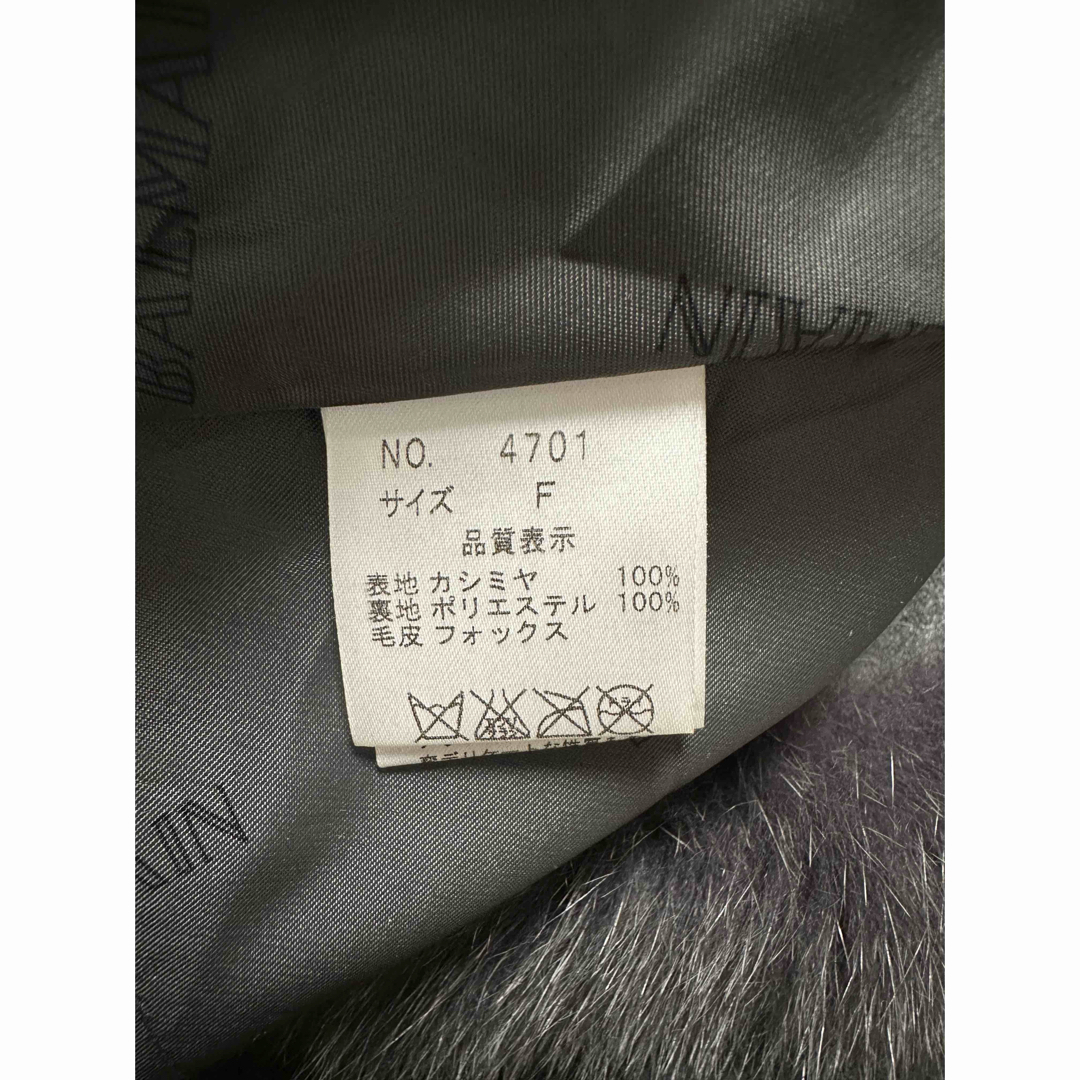 BALMAIN
NO. 4701
サイズ F
品質表示
表地 カシミヤ 100%
裏地 ポリエステル 100%
毛皮 フォックス